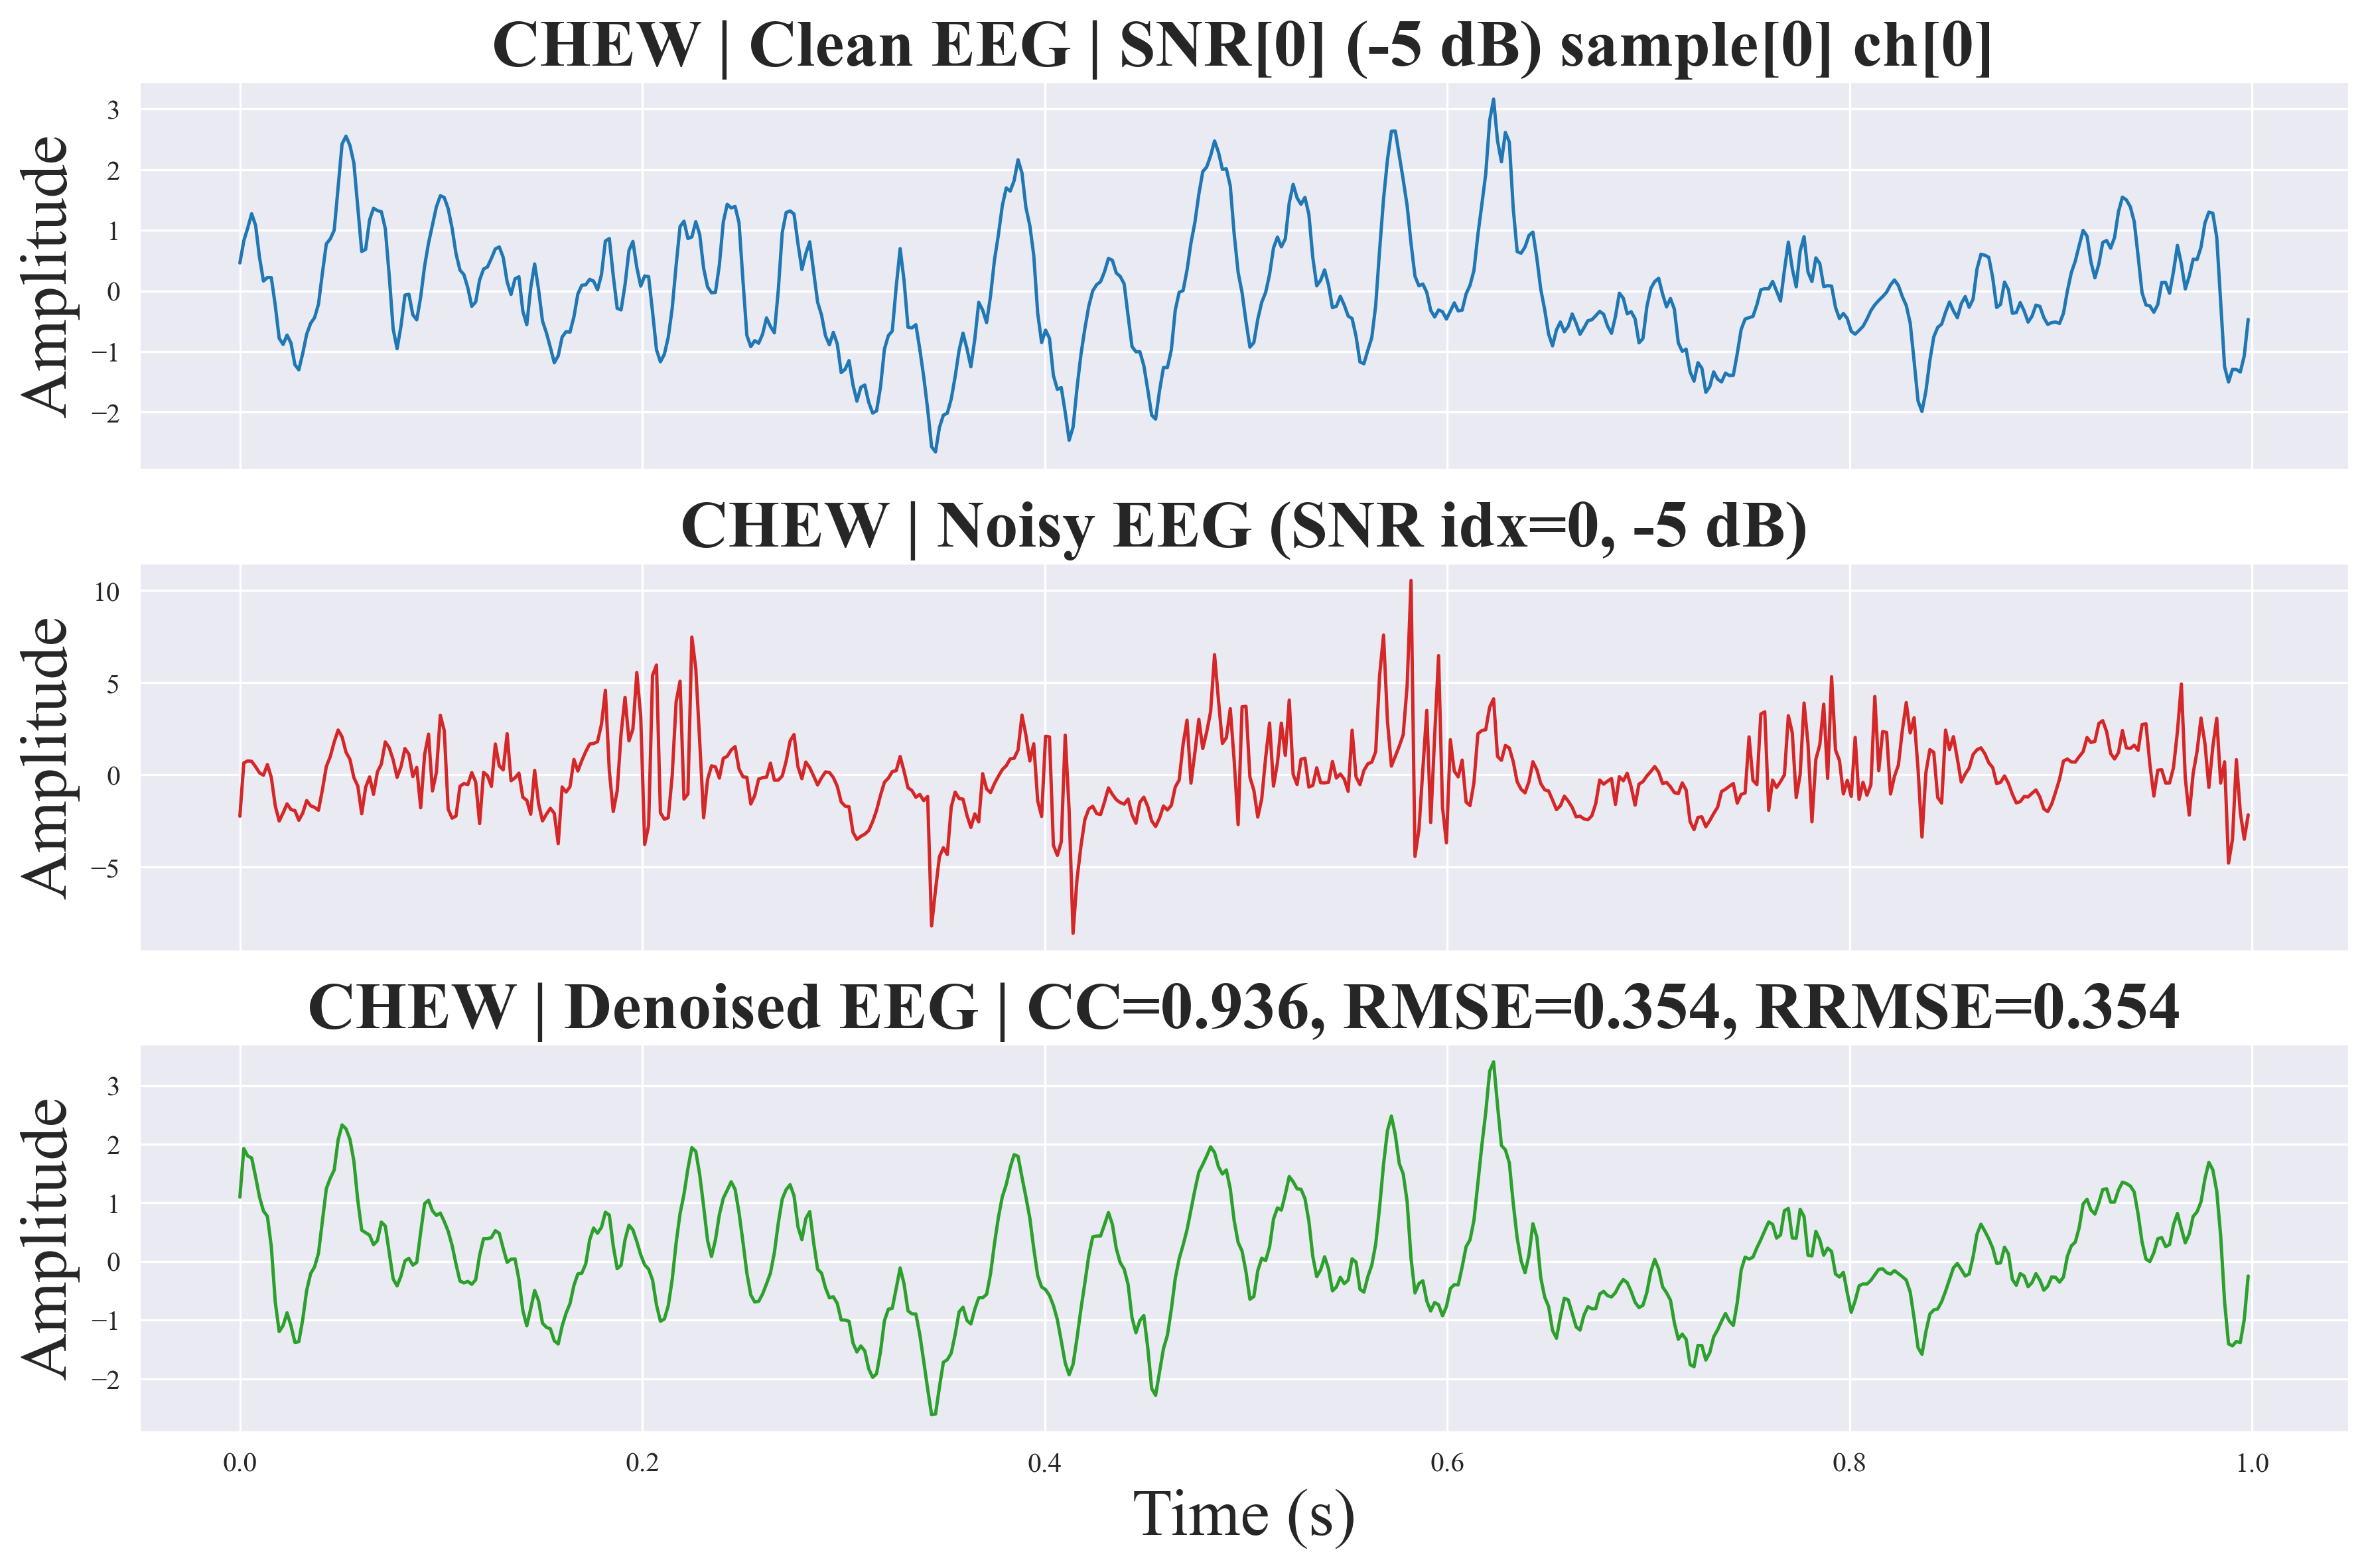 CHEW | Clean EEG | SNR[0] (-5 dB) sample[0] ch[0]
Amplitude
3
2
1
0
−1
−2
CHEW | Noisy EEG (SNR idx=0, -5 dB)
Amplitude
10
5
0
−5
CHEW | Denoised EEG | CC=0.936, RMSE=0.354, RRMSE=0.354
Amplitude
3
2
1
0
−1
−2
0.0 0.2 0.4 0.6 0.8 1.0
Time (s)